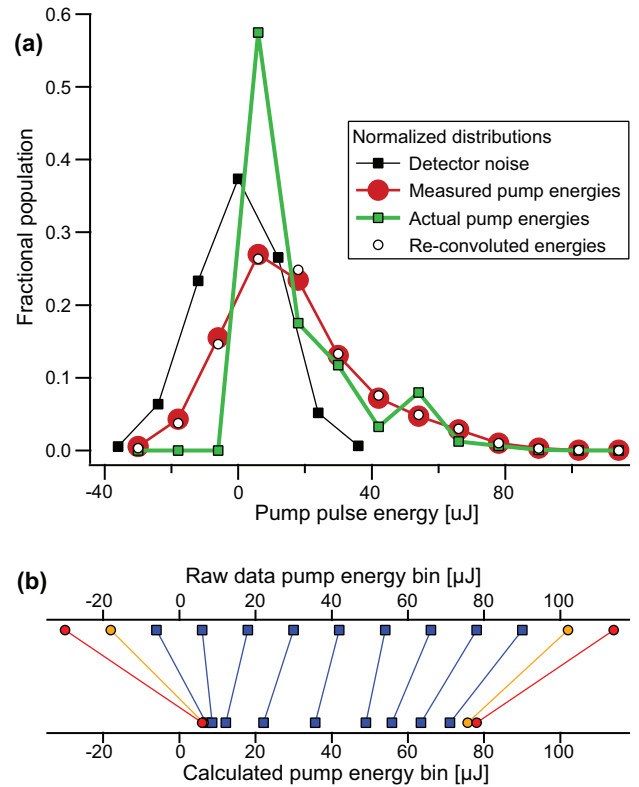 (a)
0.6
0.5
0.4
0.3
0.2
0.1
0.0
Fractional population
Normalized distributions
Detector noise
Measured pump energies
Actual pump energies
Re-convoluted energies
-40 0 40 80
Pump pulse energy [uJ]
(b)
Raw data pump energy bin [µJ]
-20 0 20 40 60 80 100
-20 0 20 40 60 80 100
Calculated pump energy bin [µJ]